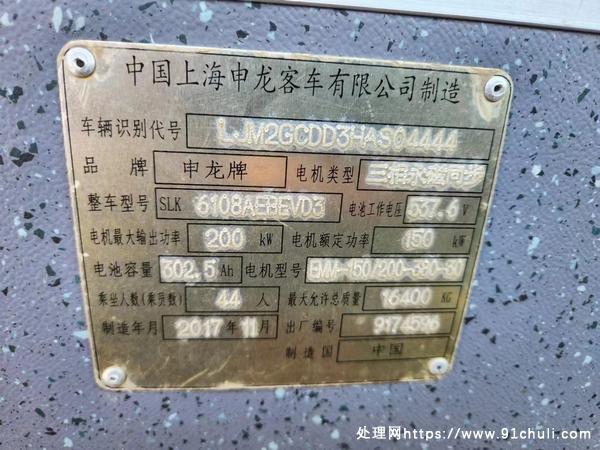 中国上海申龙客车有限公司制造
车辆识别代号 LJM2GCDD3HAS04444
品牌 申龙牌 电机类型 三相永磁同步
整车型号 SLK 6108AEBEVD3 电池工作电压 537.6 V
电机最大输出功率 200 kW 电机额定功率 150 kW
电池容量 302.5 Ah 电机型号 EMM-150/200-380-80
乘坐人数(乘员数) 44 人 最大允许总质量 16400 KG
制造年月 2017年11月 出厂编号 9174596
制造国 中国
处理网https://www.91chuli.com/